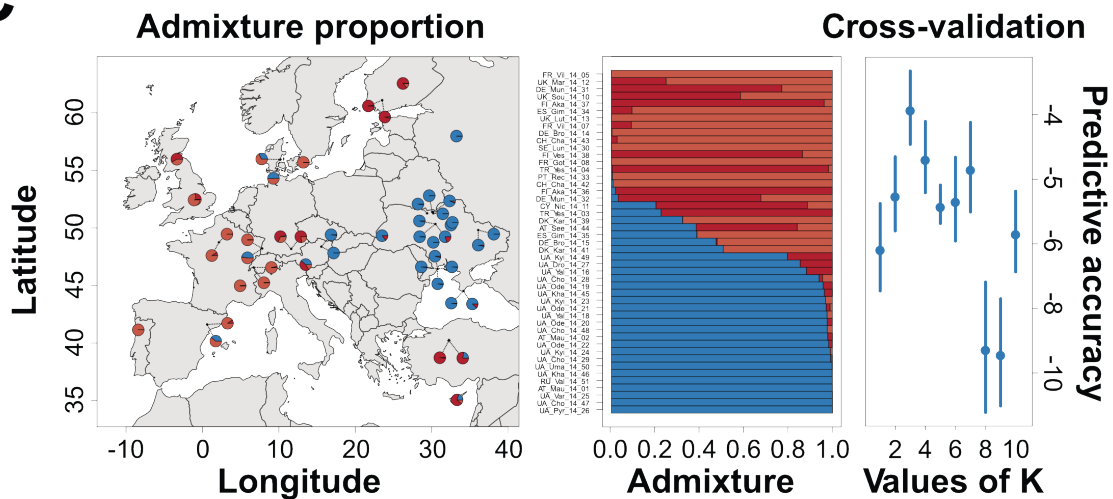 Admixture proportion
Cross-validation
Latitude
60
55
50
45
40
35
-10 0 10 20 30 40
Longitude
FR_Vil_14_05
UK_Mar_14_12
DE_Mun_14_31
UK_Sou_14_10
FI_Aka_14_37
ES_Gim_14_34
UK_Lut_14_13
FR_Vil_14_07
DE_Bro_14_14
CH_Cha_14_43
SE_Lun_14_30
FI_Ves_14_38
FR_Got_14_08
TR_Yes_14_04
PT_Rec_14_33
CH_Cha_14_42
FI_Aka_14_36
DE_Mun_14_32
CY_Nic_14_11
TR_Yes_14_03
DK_Kar_14_39
AT_See_14_44
ES_Gim_14_35
DE_Bro_14_15
DK_Kar_14_41
UA_Kyi_14_49
UA_Dro_14_27
UA_Yal_14_16
UA_Cho_14_28
UA_Ode_14_19
UA_Kha_14_45
UA_Kyi_14_23
UA_Ode_14_21
UA_Yal_14_18
UA_Ode_14_20
UA_Cho_14_48
AT_Mau_14_02
UA_Ode_14_22
UA_Kyi_14_24
UA_Cho_14_29
UA_Uma_14_50
UA_Kha_14_46
RU_Val_14_51
AT_Mau_14_01
UA_Var_14_25
UA_Cho_14_47
UA_Pyr_14_26
0.0 0.2 0.4 0.6 0.8 1.0
Admixture
2 4 6 8 10
Values of K
-4
-5
-6
-8
-10
Predictive accuracy